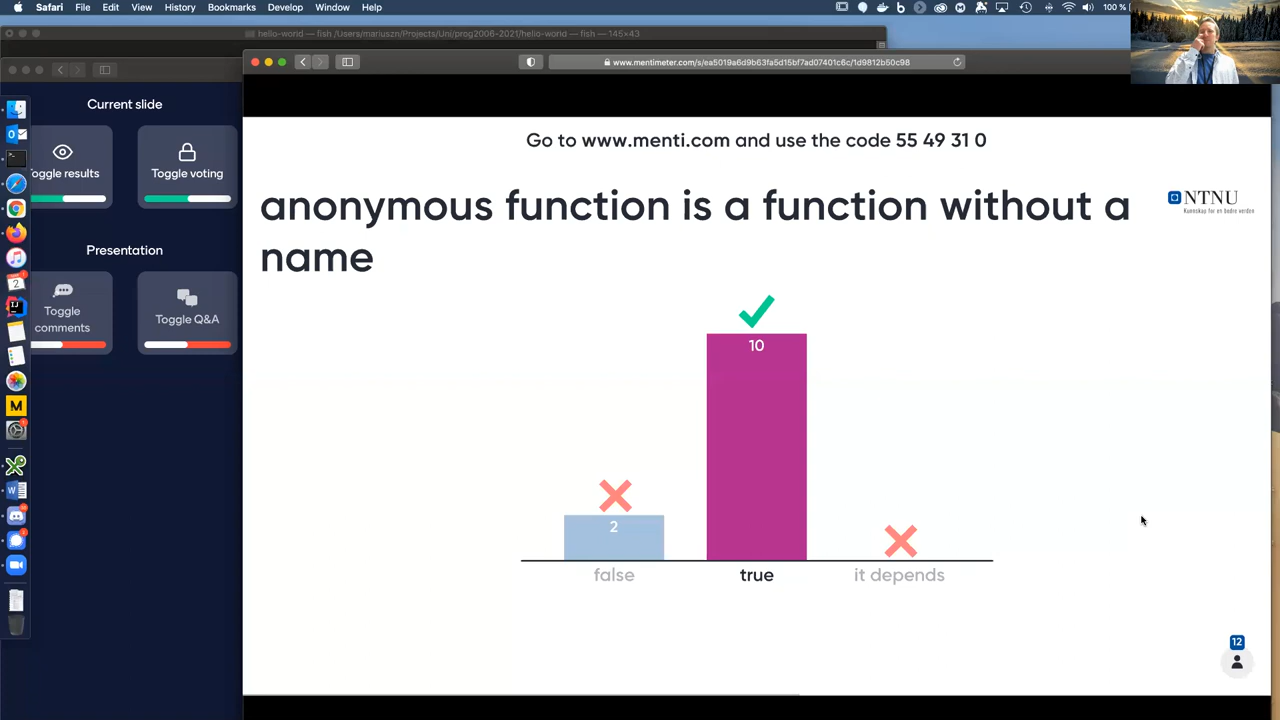 Safari File Edit View History Bookmarks Develop Window Help
100 %
hello-world — fish /Users/mariuszn/Projects/Uni/prog2006-2021/hello-world — fish — 145×43
www.mentimeter.com/s/ea5019a6d9b63fa5d15bf7ad07401c6c/1d9812b50c98
Current slide
Toggle results
Toggle voting
Presentation
Toggle
comments
Toggle Q&A
Go to www.menti.com and use the code 55 49 31 0
anonymous function is a function without a
name
NTNU
Kunnskap for en bedre verden
10
2
false
true
it depends
12